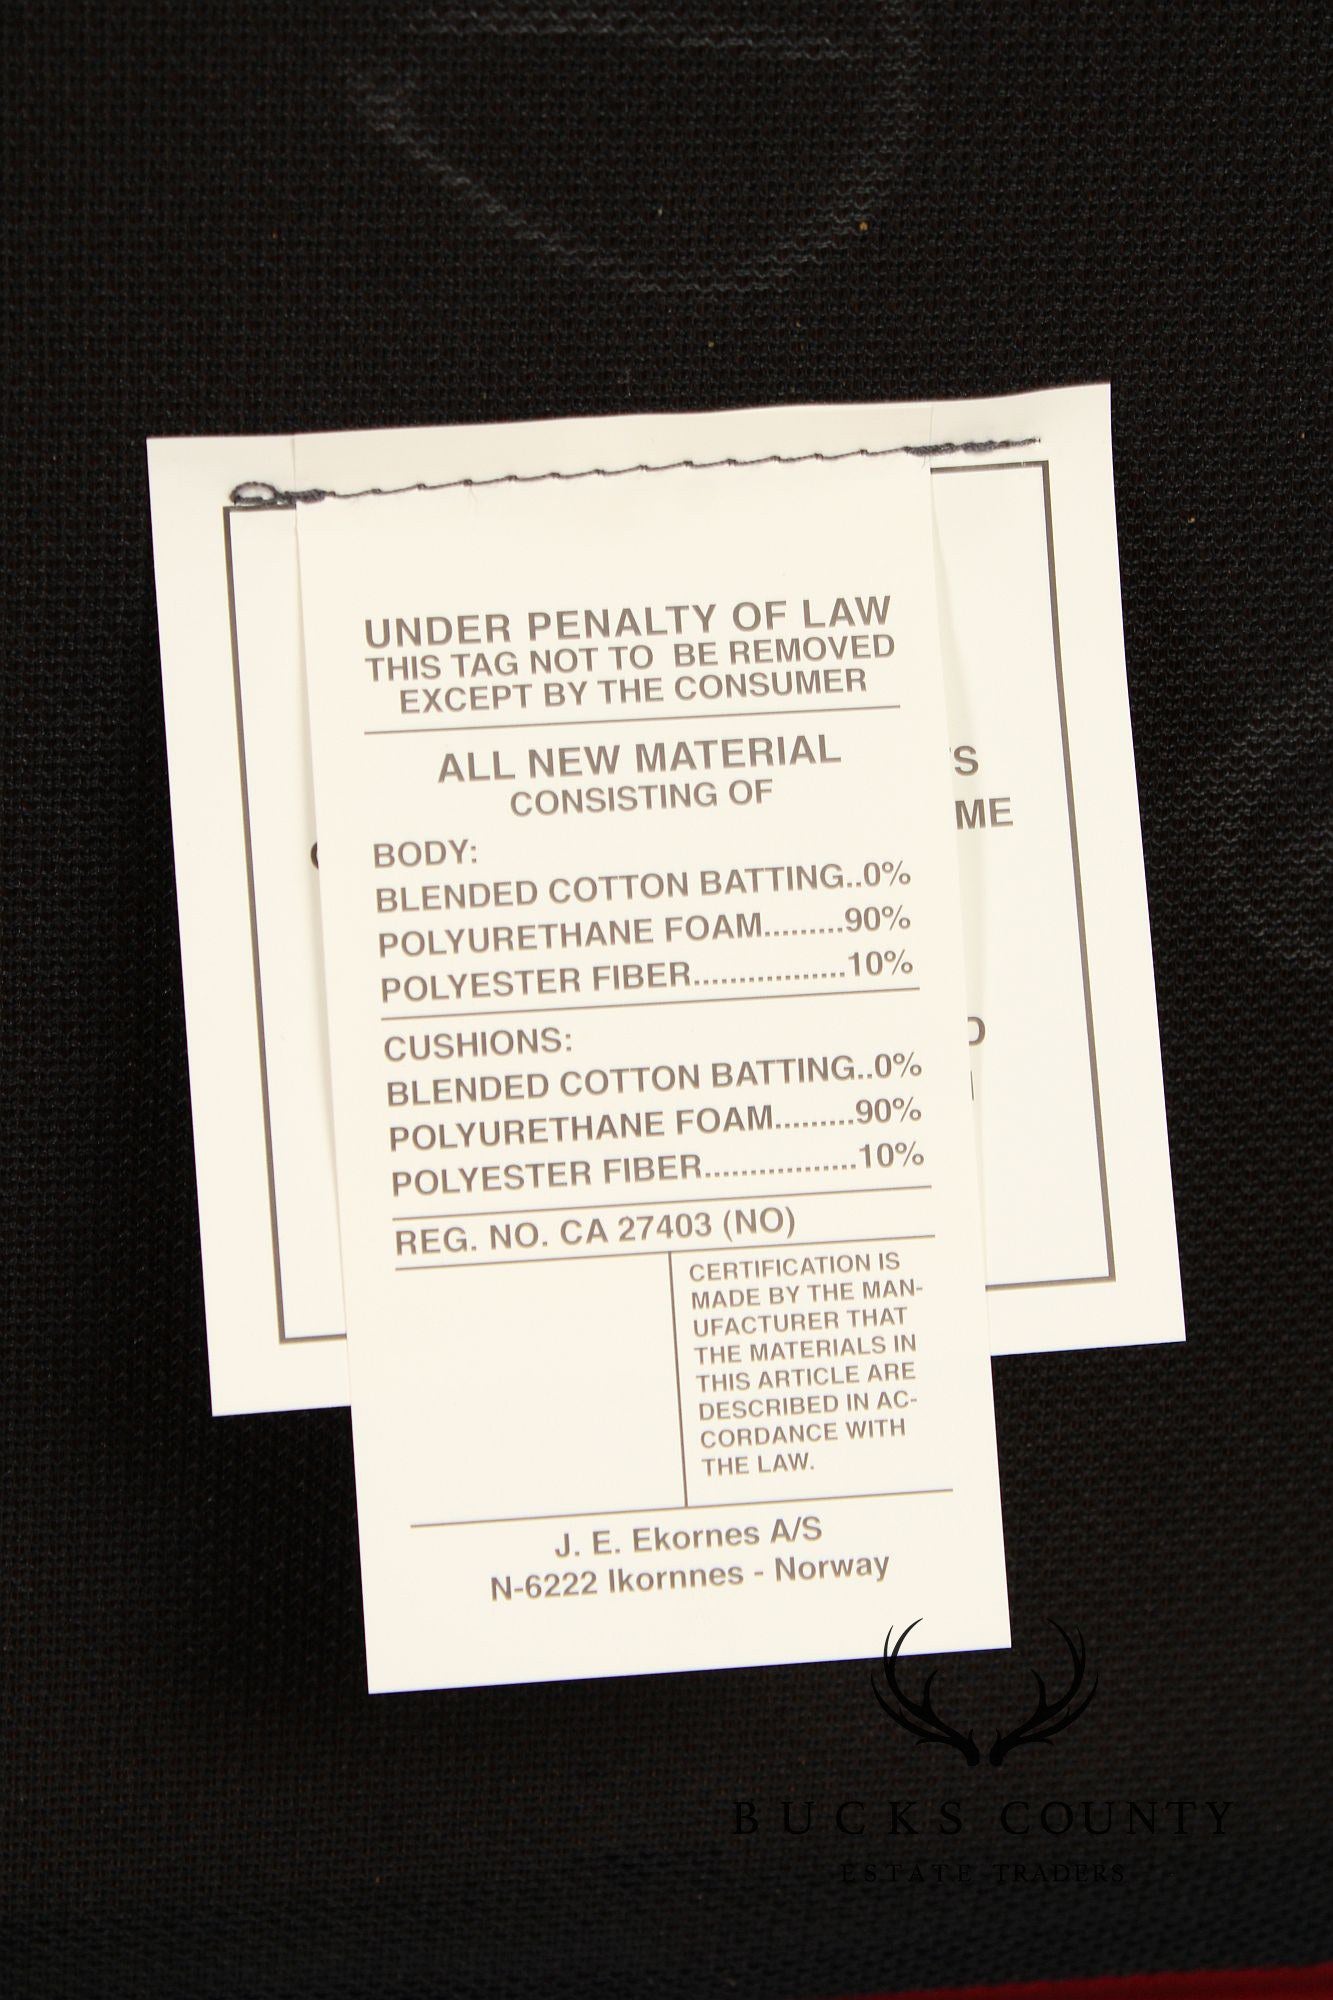 UNDER PENALTY OF LAW
THIS TAG NOT TO BE REMOVED
EXCEPT BY THE CONSUMER
ALL NEW MATERIAL
CONSISTING OF
BODY:
BLENDED COTTON BATTING..0%
POLYURETHANE FOAM.........90%
POLYESTER FIBER.................10%
CUSHIONS:
BLENDED COTTON BATTING..0%
POLYURETHANE FOAM.........90%
POLYESTER FIBER.................10%
REG. NO. CA 27403 (NO)
CERTIFICATION IS
MADE BY THE MAN-
UFACTURER THAT
THE MATERIALS IN
THIS ARTICLE ARE
DESCRIBED IN AC-
CORDANCE WITH
THE LAW.
J. E. Ekornes A/S
N-6222 Ikornnes - Norway
BUCKS COUNTY
ESTATE TRADERS